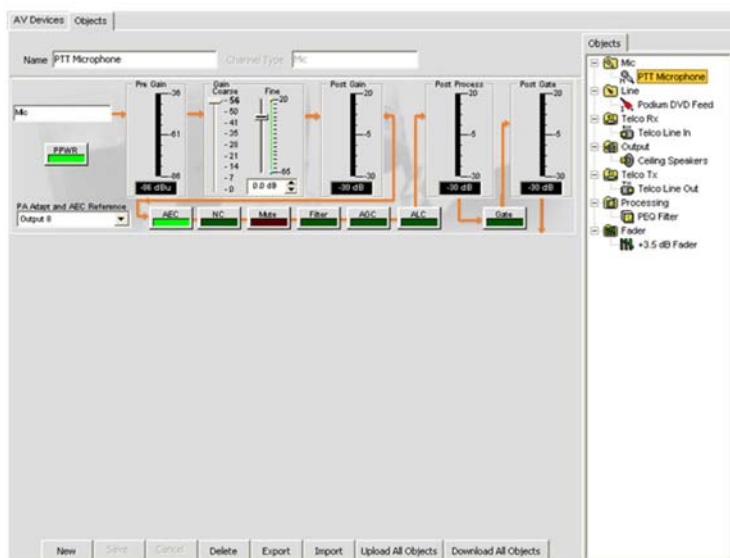 AV Devices Objects
Name PTT Microphone Channel Type Mic
Pre Gain
Gain
Coarse Fine
Post Gain
Post Process
Post Gate
Mic
PPWR
-36
-61
-86
-86 dBu
56
50
41
35
28
21
14
-7
-0
20
-65
0.0 dB
20
-5
-30
-30 dB
20
-5
-30
-30 dB
20
-5
-30
-30 dB
PA Adapt and AEC Reference
Output 8
AEC NC Mute Filter AGC ALC Gate
Objects
Mic
PTT Microphone
Line
Podium DVD Feed
Telco Rx
Telco Line In
Output
Ceiling Speakers
Telco Tx
Telco Line Out
Processing
PEQ Filter
Fader
+3.5 dB Fader
New Save Cancel Delete Export Import Upload All Objects Download All Objects